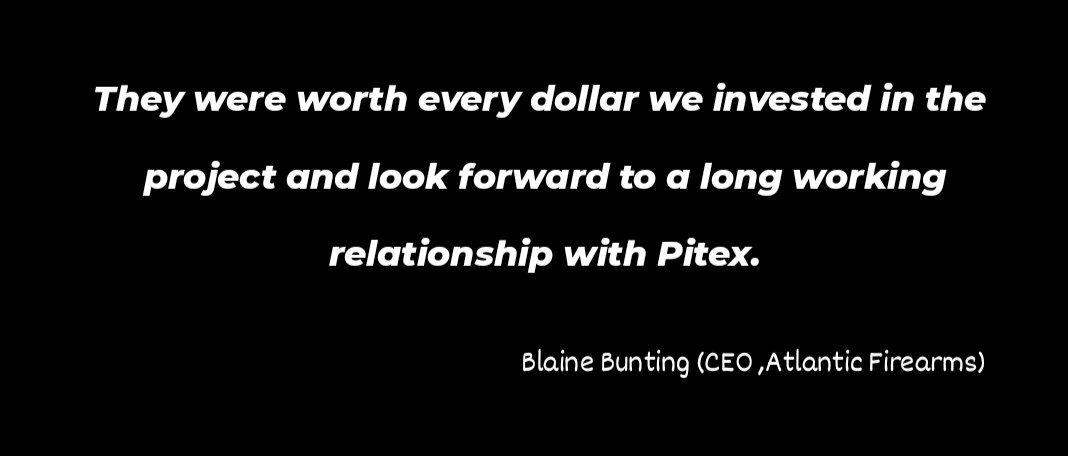 They were worth every dollar we invested in the
project and look forward to a long working
relationship with Pitex.
Blaine Bunting (CEO ,Atlantic Firearms)